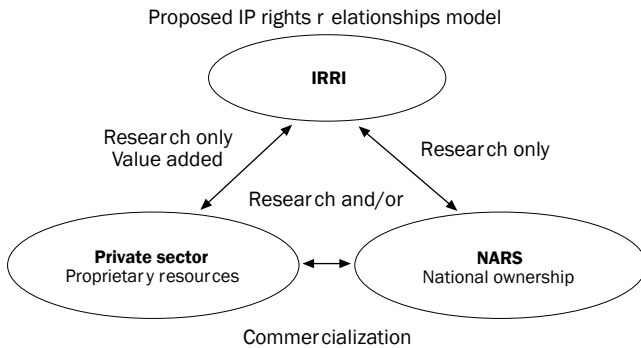 Proposed IP rights r elationships model
IRRI
Research only
Value added
Research only
Research and/or
Private sector
Proprietary resources
NARS
National ownership
Commercialization